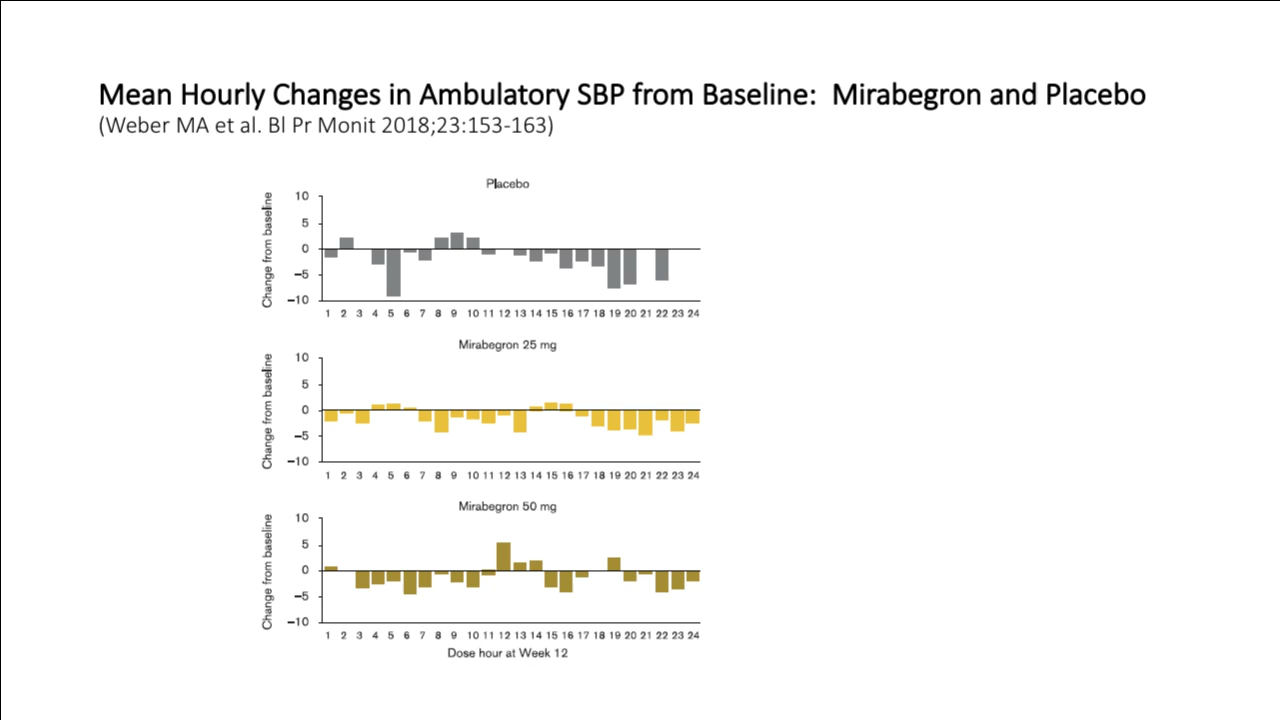 Mean Hourly Changes in Ambulatory SBP from Baseline:  Mirabegron and Placebo
(Weber MA et al. Bl Pr Monit 2018;23:153-163)
Placebo
Change from baseline
10
5
0
−5
−10
1 2 3 4 5 6 7 8 9 10 11 12 13 14 15 16 17 18 19 20 21 22 23 24
Mirabegron 25 mg
Change from baseline
10
5
0
−5
−10
1 2 3 4 5 6 7 8 9 10 11 12 13 14 15 16 17 18 19 20 21 22 23 24
Mirabegron 50 mg
Change from baseline
10
5
0
−5
−10
1 2 3 4 5 6 7 8 9 10 11 12 13 14 15 16 17 18 19 20 21 22 23 24
Dose hour at Week 12